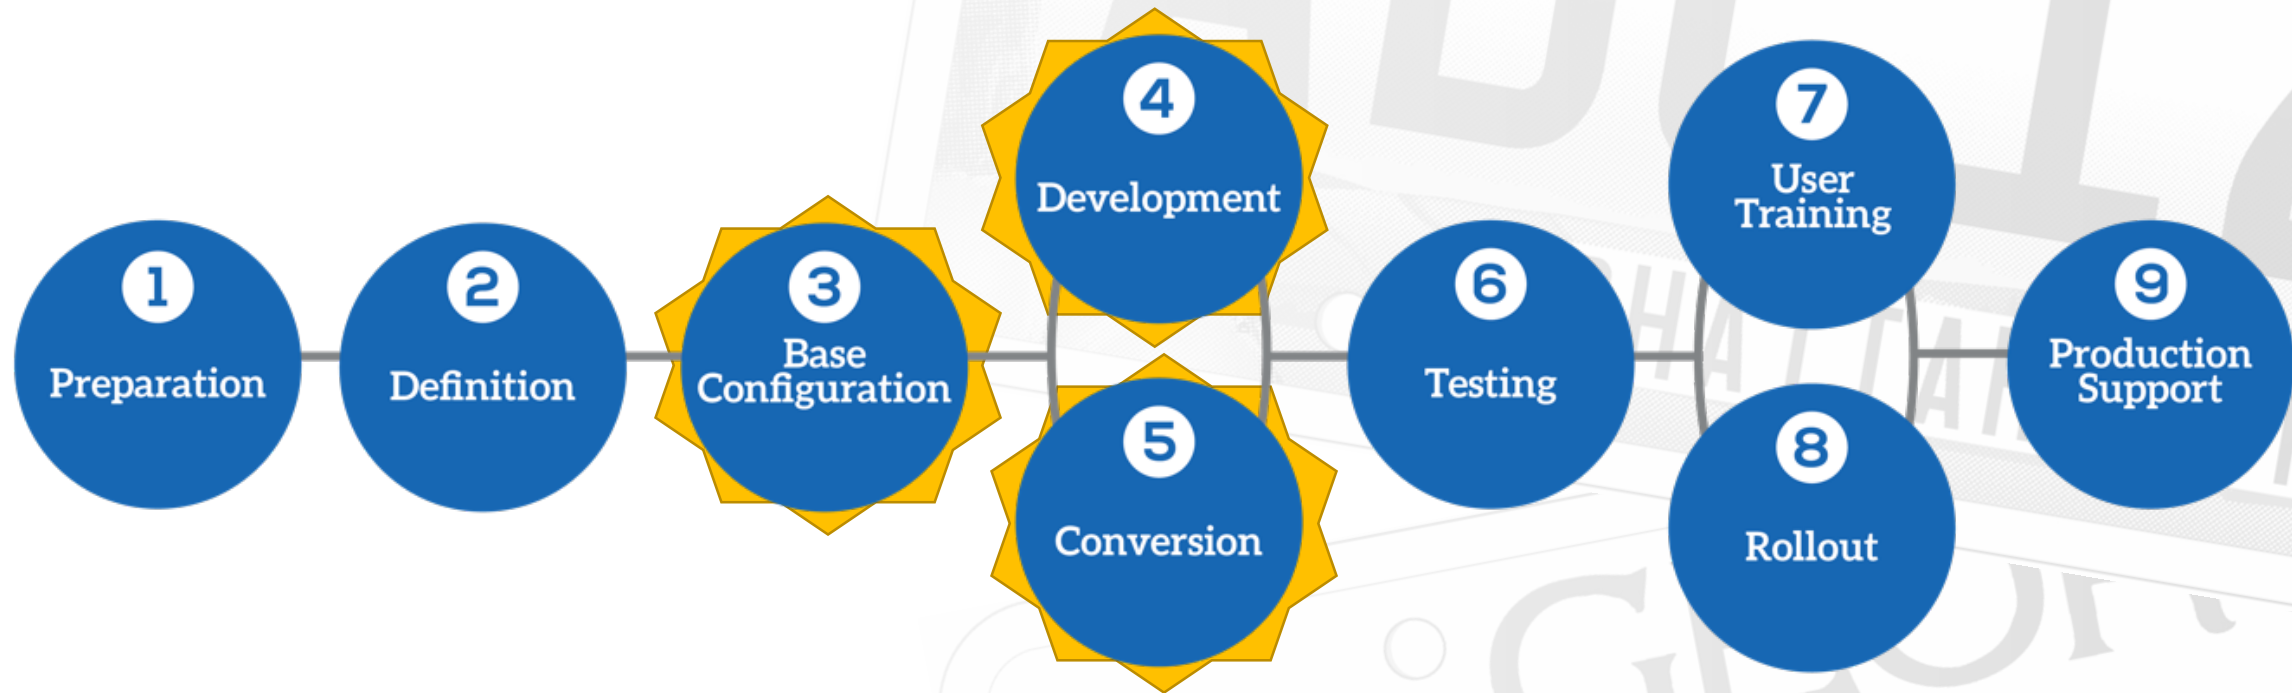 1
Preparation
2
Definition
3
Base
Configuration
4
Development
5
Conversion
6
Testing
7
User
Training
8
Rollout
9
Production
Support